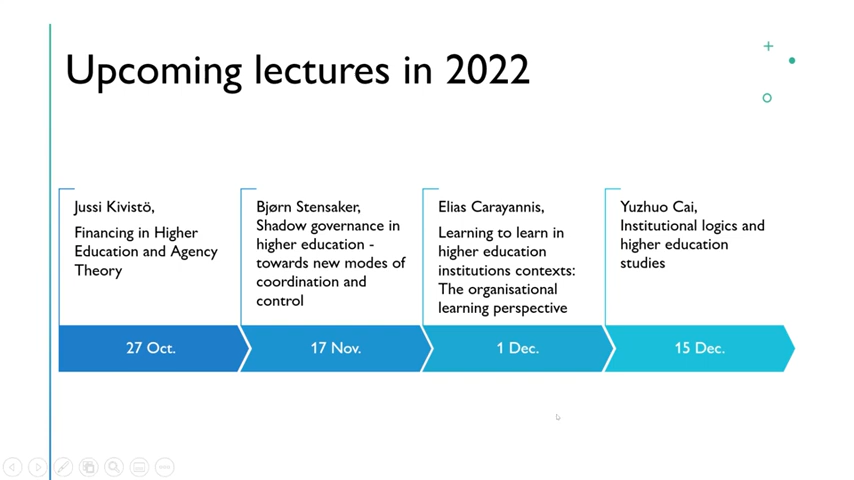 Upcoming lectures in 2022
Jussi Kivistö,
Financing in Higher
Education and Agency
Theory
Bjørn Stensaker,
Shadow governance in
higher education -
towards new modes of
coordination and
control
Elias Carayannis,
Learning to learn in
higher education
institutions contexts:
The organisational
learning perspective
Yuzhuo Cai,
Institutional logics and
higher education
studies
27 Oct.
17 Nov.
1 Dec.
15 Dec.